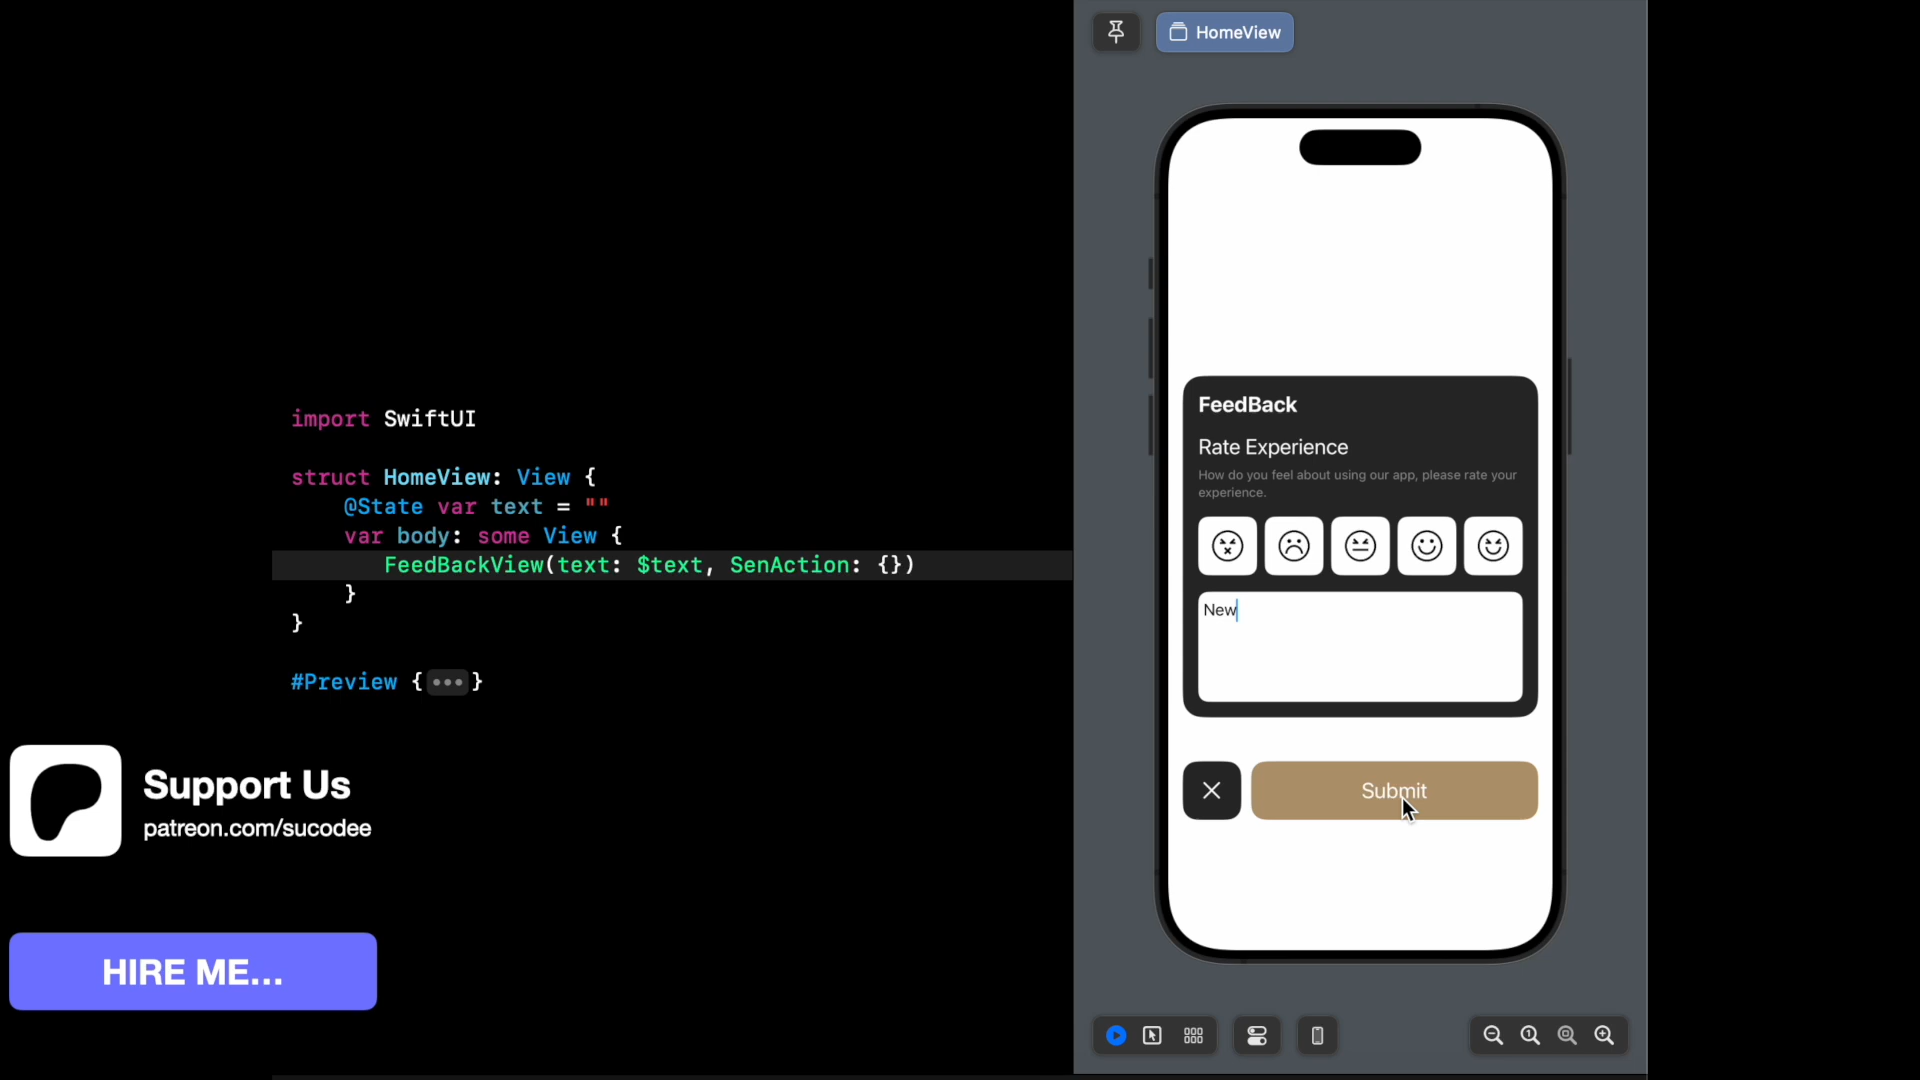 import SwiftUI
struct HomeView: View {
@State var text = ""
var body: some View {
FeedBackView(text: $text, SenAction: {})
}
}
#Preview {•••}
Support Us
patreon.com/sucodee
HIRE ME...
HomeView
FeedBack
Rate Experience
How do you feel about using our app, please rate your
experience.
New
Submit